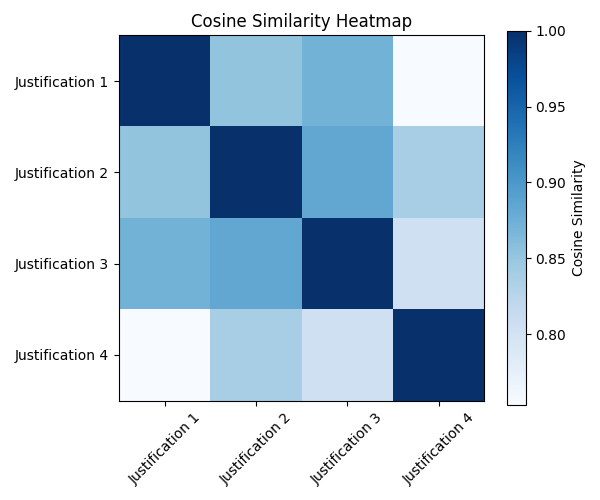 Cosine Similarity Heatmap
Justification 1
Justification 2
Justification 3
Justification 4
Justification 1
Justification 2
Justification 3
Justification 4
1.00
0.95
0.90
0.85
0.80
Cosine Similarity